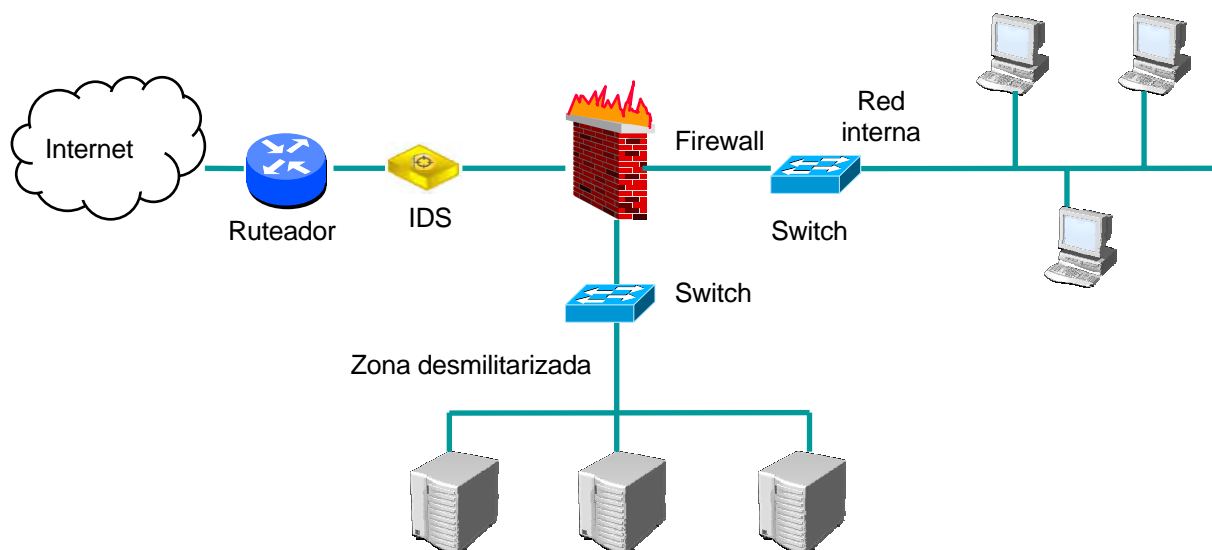 Internet
Ruteador
IDS
Firewall
Red
interna
Switch
Switch
Zona desmilitarizada